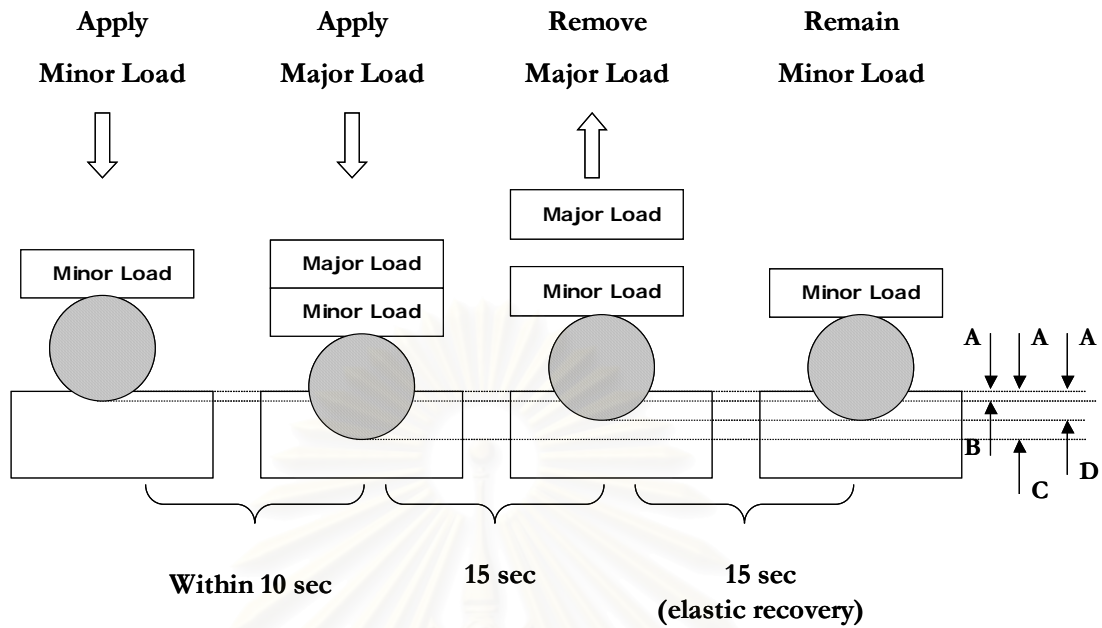 Apply
Minor Load
Apply
Major Load
Remove
Major Load
Remain
Minor Load
Minor Load
Major Load
Minor Load
Major Load
Minor Load
Minor Load
A
A
A
B
C
D
Within 10 sec
15 sec
15 sec
(elastic recovery)